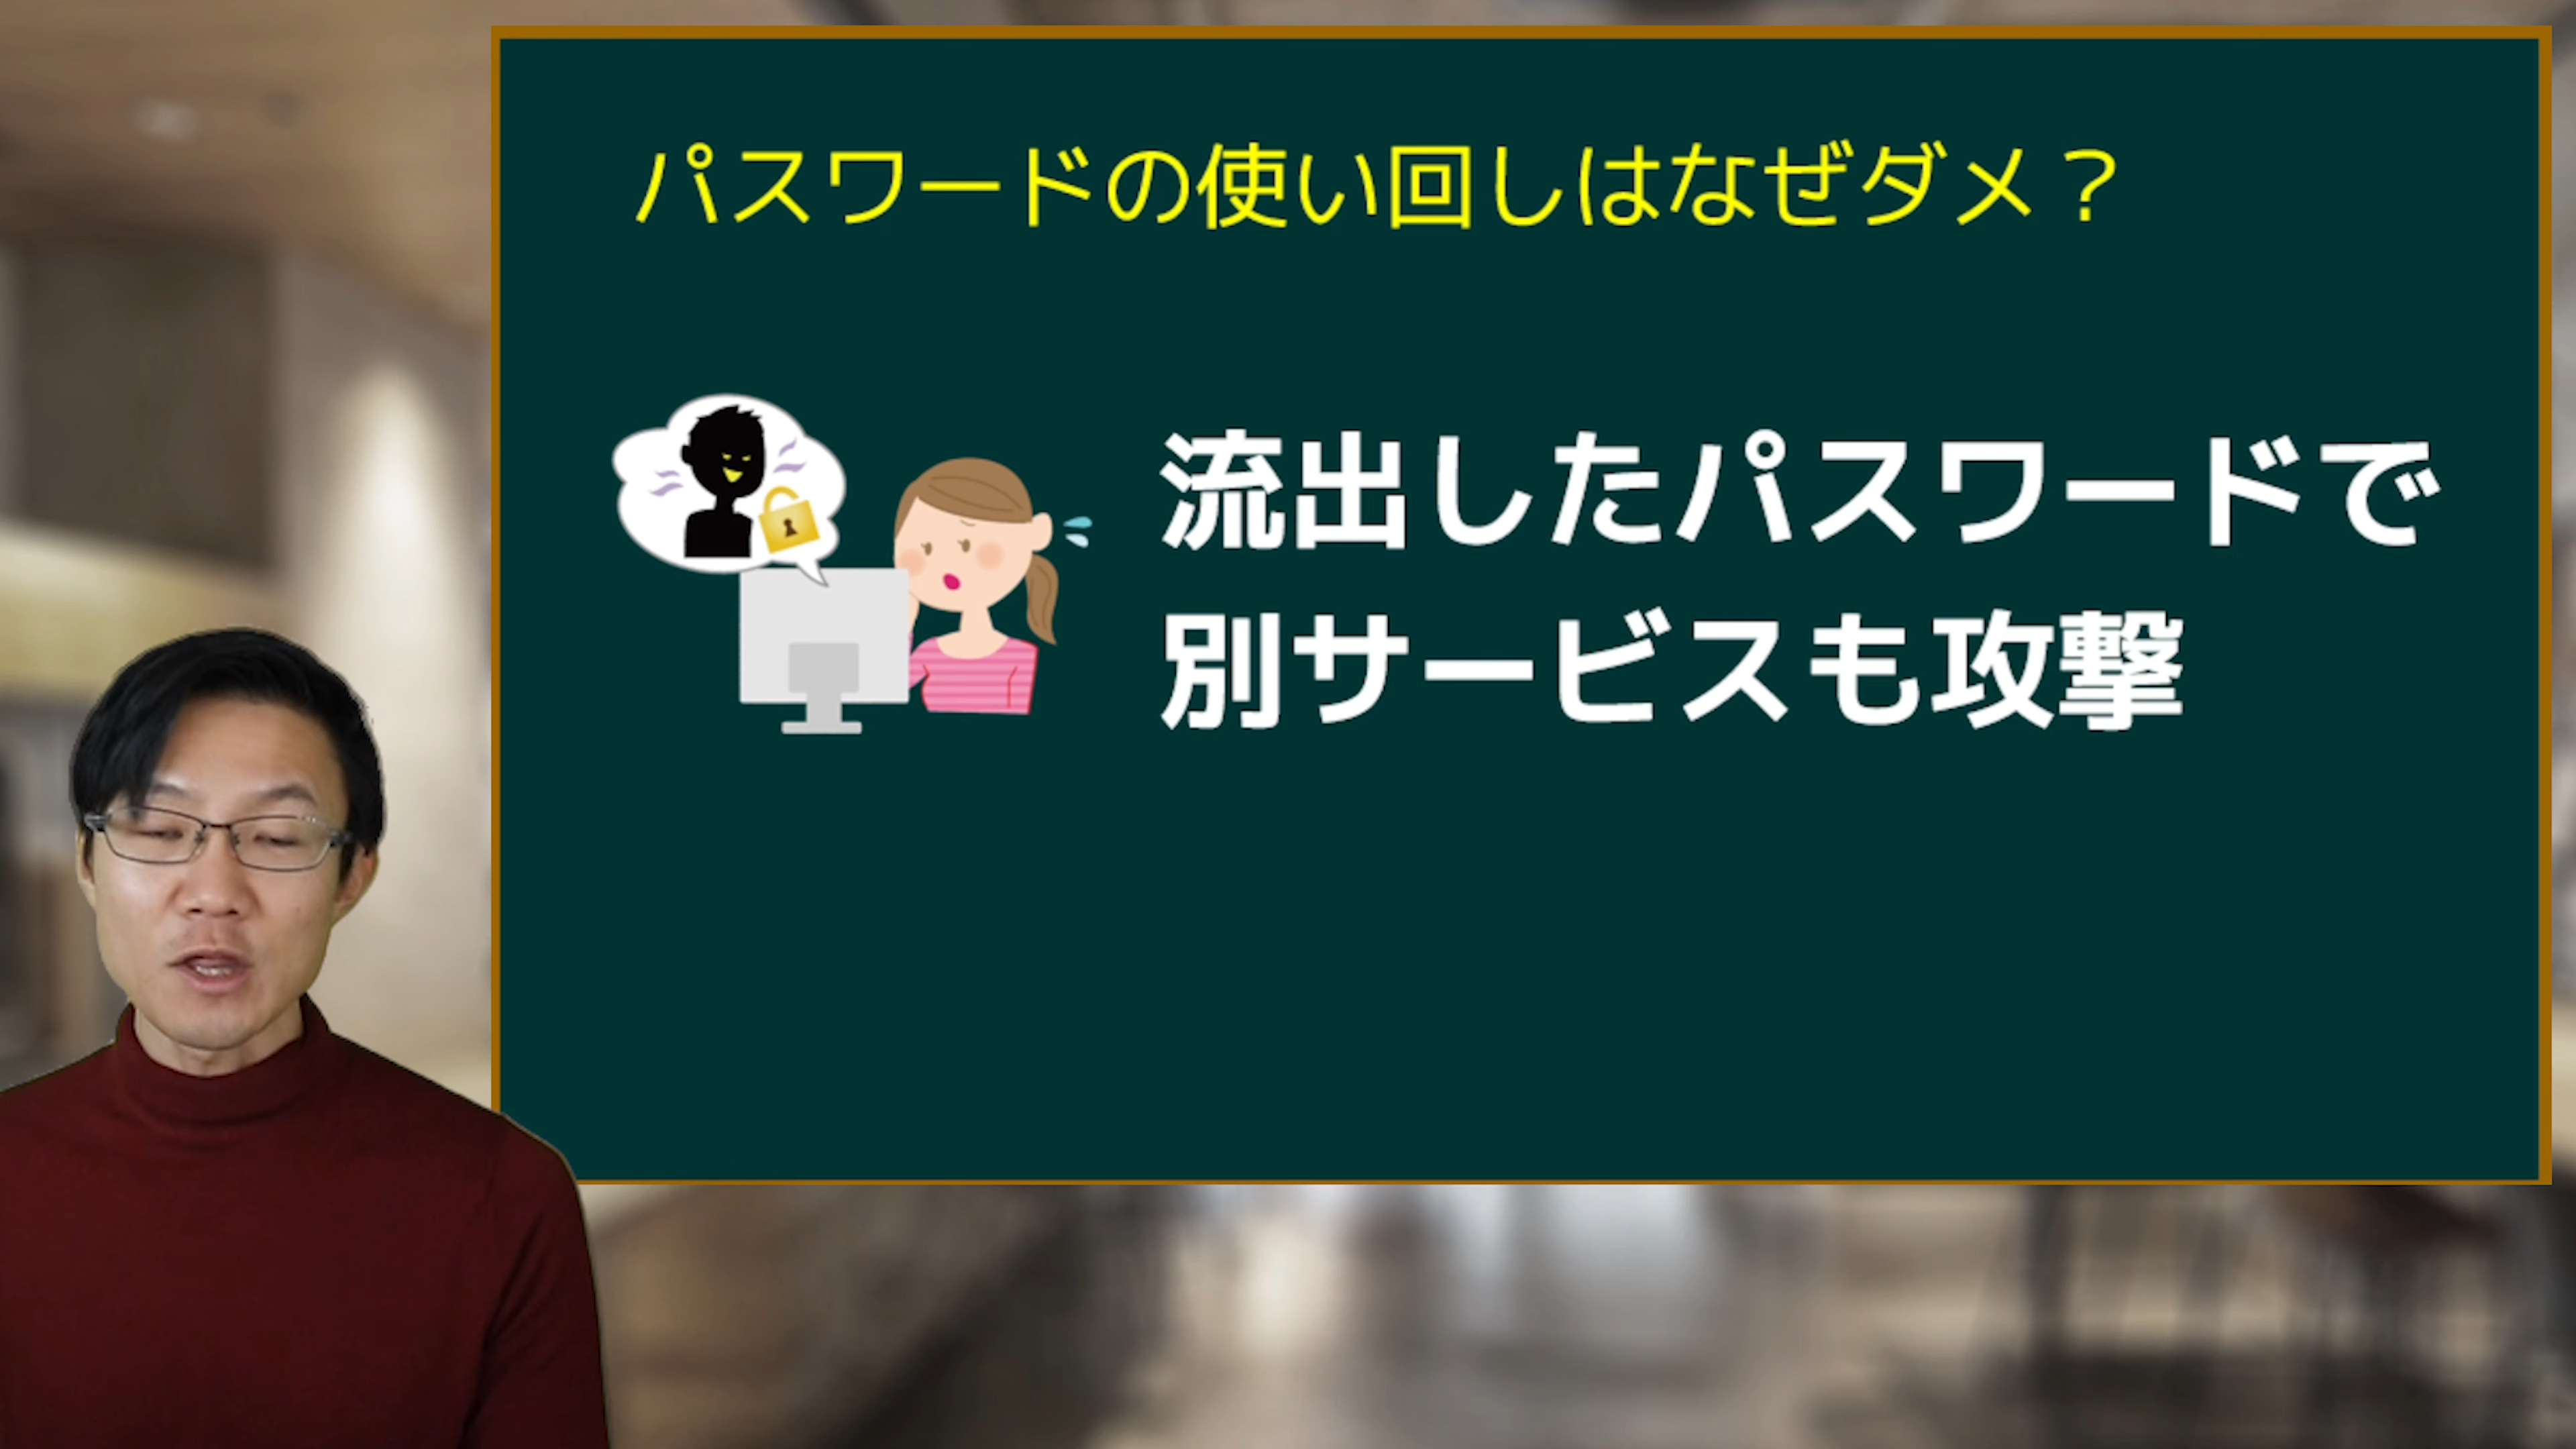 パスワードの使い回しはなぜダメ？
流出したパスワードで
別サービスも攻撃